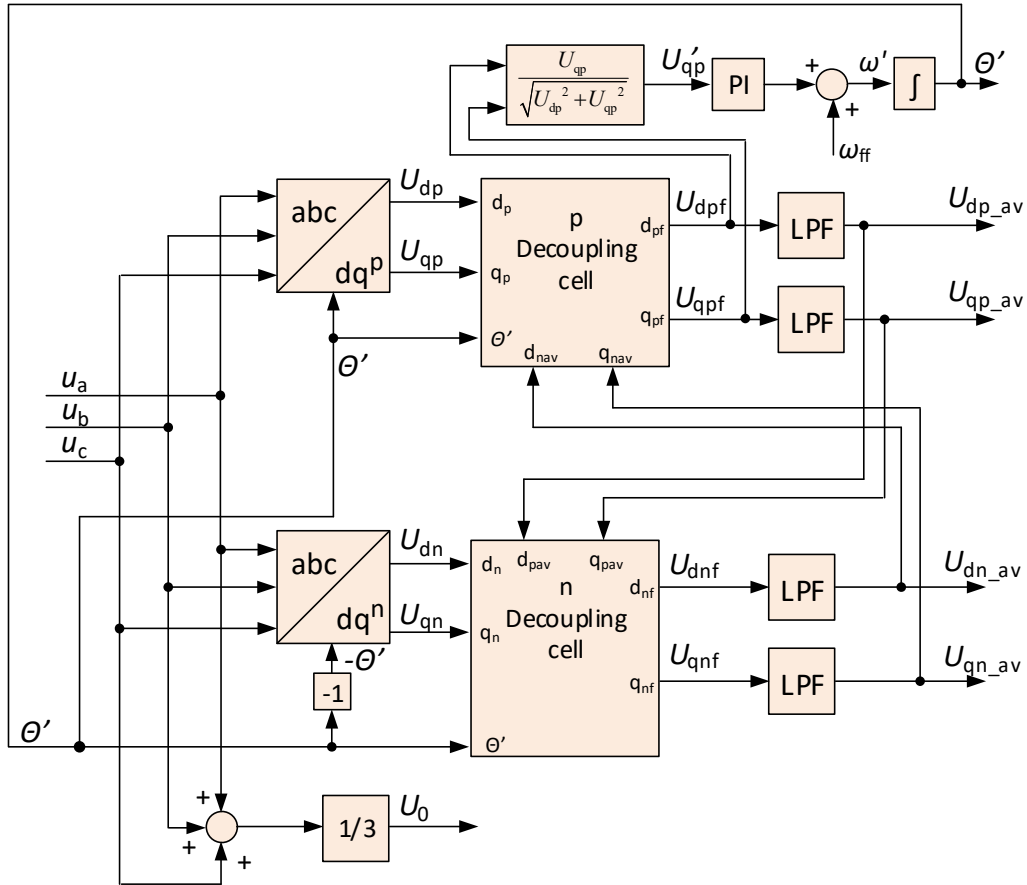 U_qp
√(U_dp² + U_qp²)
U'_qp
PI
+
+
ω'
∫
Θ'
ω_ff
abc
dq^p
U_dp
U_qp
d_p
q_p
Θ'
p
Decoupling
cell
d_pf
q_pf
d_nav
q_nav
U_dpf
U_qpf
LPF
LPF
U_dp_av
U_qp_av
Θ'
u_a
u_b
u_c
abc
dq^n
U_dn
U_qn
-Θ'
-1
Θ'
d_n
q_n
d_pav
q_pav
n
Decoupling
cell
d_nf
q_nf
Θ'
U_dnf
U_qnf
LPF
LPF
U_dn_av
U_qn_av
+
+
+
1/3
U_0